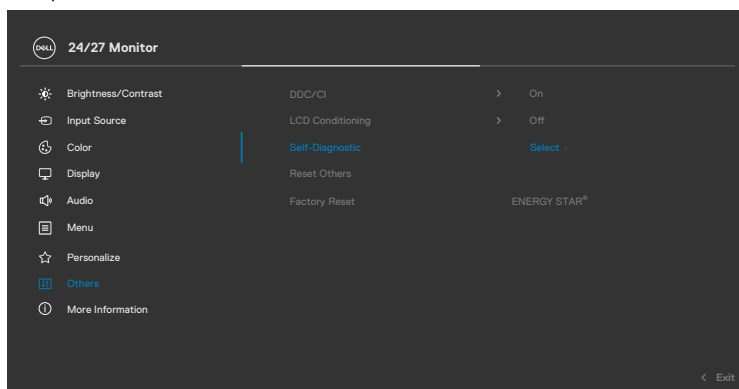 DELL 24/27 Monitor
Brightness/Contrast DDC/CI > On
Input Source LCD Conditioning > Off
Color Self-Diagnostic Select ✓
Display Reset Others
Audio Factory Reset ENERGY STAR®
Menu
Personalize
Others
More Information
< Exit